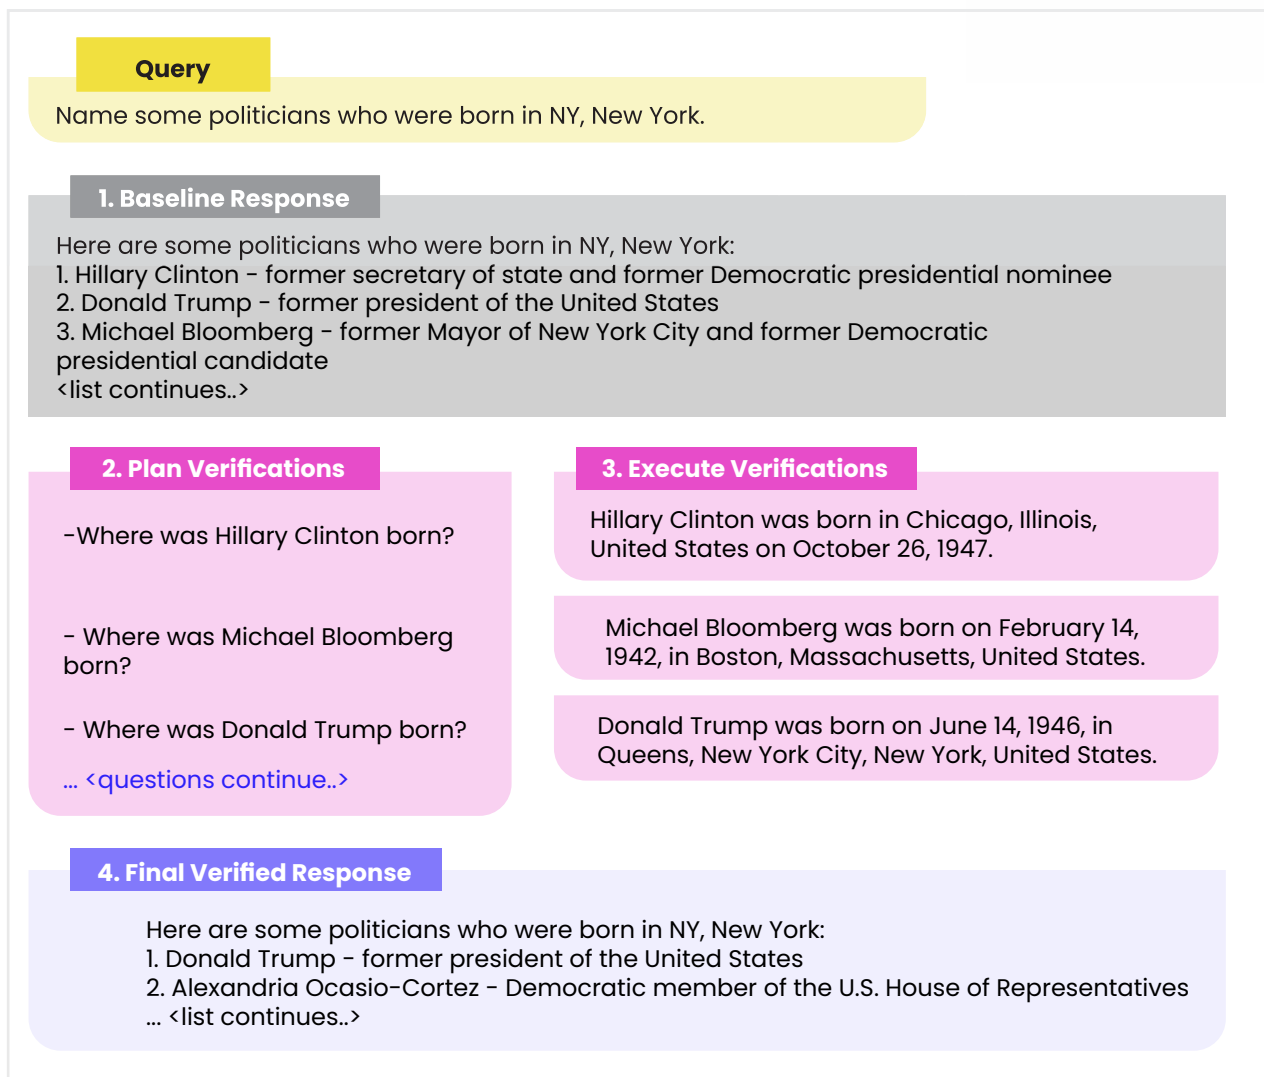 Query
Name some politicians who were born in NY, New York.
1. Baseline Response
Here are some politicians who were born in NY, New York:
1. Hillary Clinton - former secretary of state and former Democratic presidential nominee
2. Donald Trump - former president of the United States
3. Michael Bloomberg - former Mayor of New York City and former Democratic
presidential candidate
<list continues..>
2. Plan Verifications
-Where was Hillary Clinton born?
- Where was Michael Bloomberg
born?
- Where was Donald Trump born?
... <questions continue..>
3. Execute Verifications
Hillary Clinton was born in Chicago, Illinois,
United States on October 26, 1947.
Michael Bloomberg was born on February 14,
1942, in Boston, Massachusetts, United States.
Donald Trump was born on June 14, 1946, in
Queens, New York City, New York, United States.
4. Final Verified Response
Here are some politicians who were born in NY, New York:
1. Donald Trump - former president of the United States
2. Alexandria Ocasio-Cortez - Democratic member of the U.S. House of Representatives
... <list continues..>